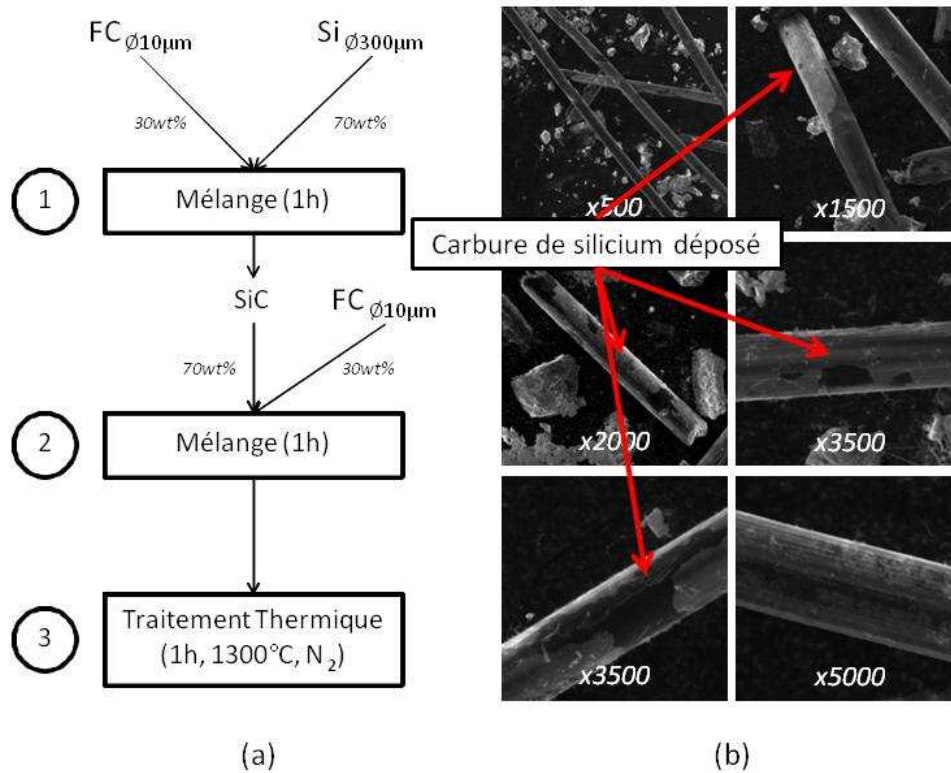 FC Ø10µm
Si Ø300µm
30wt%
70wt%
1
Mélange (1h)
SiC
FC Ø10µm
70wt%
30wt%
2
Mélange (1h)
3
Traitement Thermique
(1h, 1300°C, N2)
(a)
x500
x1500
Carbure de silicium déposé
x2000
x3500
x3500
x5000
(b)